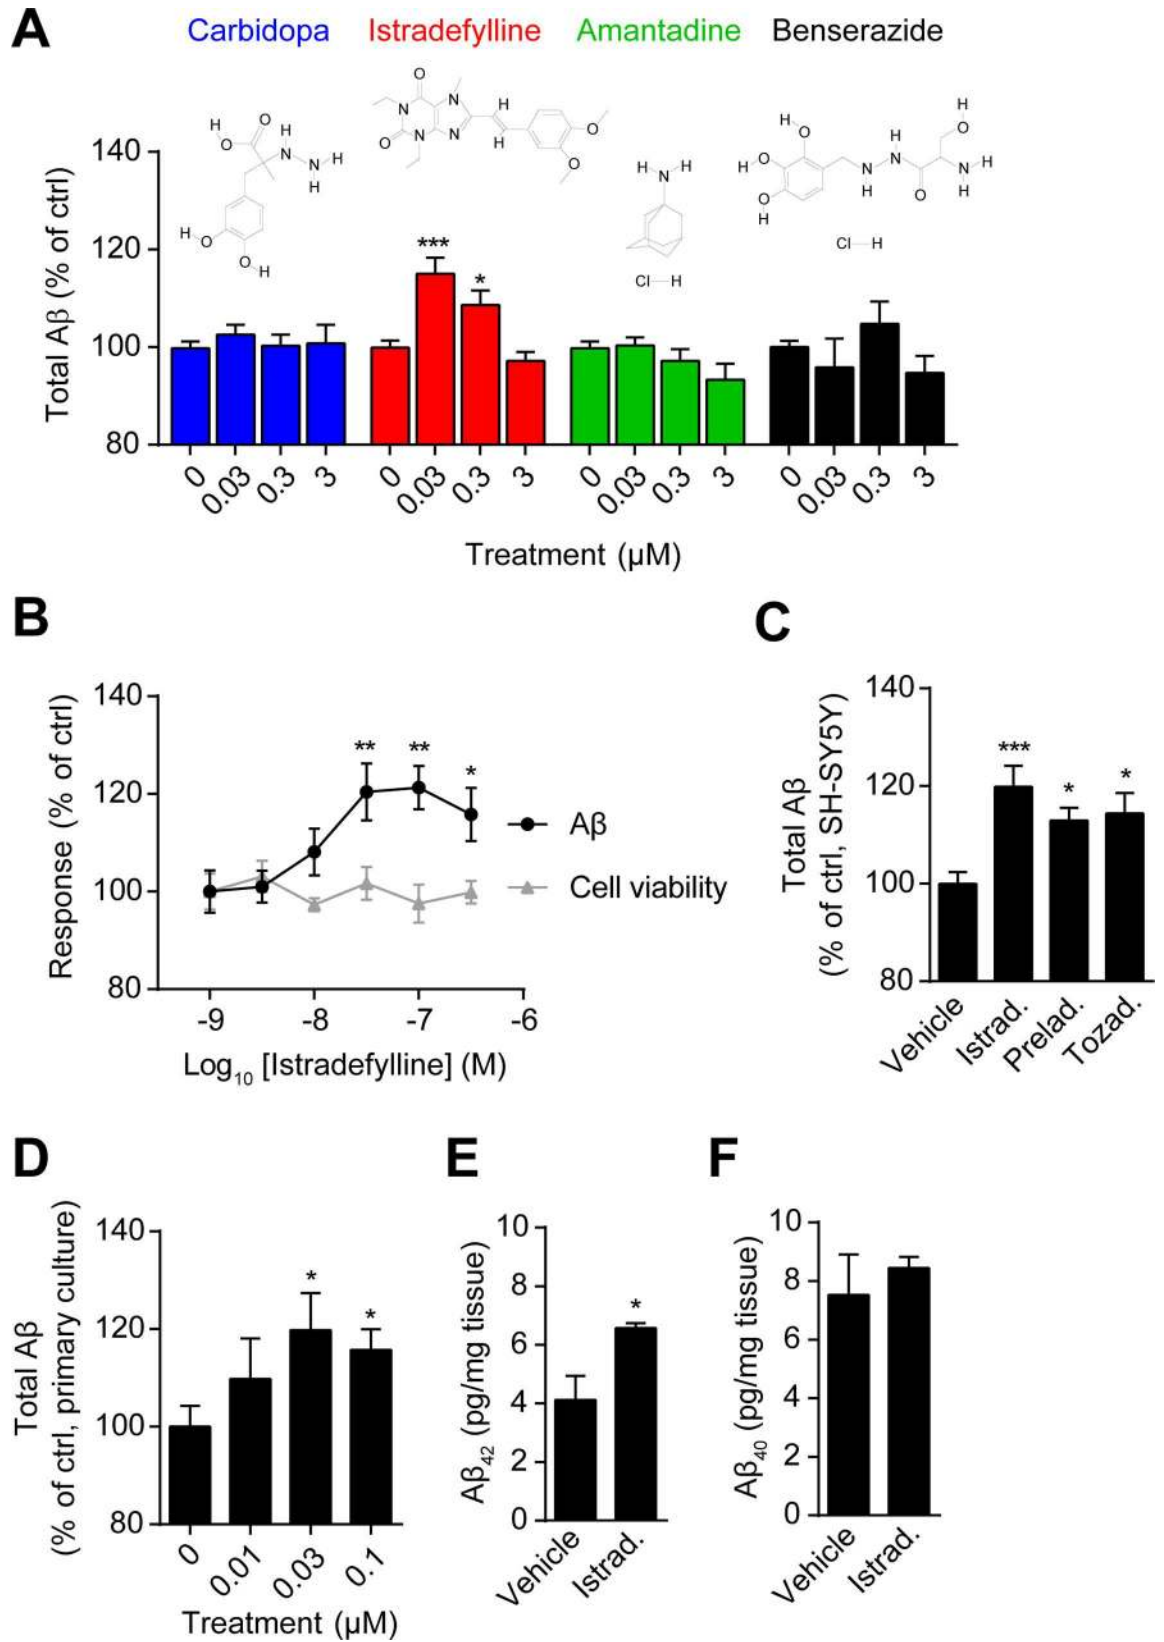 A
Carbidopa Istradefylline Amantadine Benserazide
Total Aβ (% of ctrl)
140
120
100
80
H O O H N N H H H O O H
O N N N N O H H O O
H H N Cl H
H O H O O H N H N H O H O N H H Cl H
*** *
0 0.03 0.3 3 0 0.03 0.3 3 0 0.03 0.3 3 0 0.03 0.3 3
Treatment (µM)
B
Response (% of ctrl)
140
120
100
80
** ** *
Aβ
Cell viability
-9 -8 -7 -6
Log₁₀ [Istradefylline] (M)
C
Total Aβ
(% of ctrl, SH-SY5Y)
140
120
100
80
*** * *
Vehicle Istrad. Prelad. Tozad.
D
Total Aβ
(% of ctrl, primary culture)
140
120
100
80
* *
0 0.01 0.03 0.1
Treatment (µM)
E
Aβ₄₂ (pg/mg tissue)
10
8
6
4
2
0
*
Vehicle Istrad.
F
Aβ₄₀ (pg/mg tissue)
10
8
6
4
2
0
Vehicle Istrad.